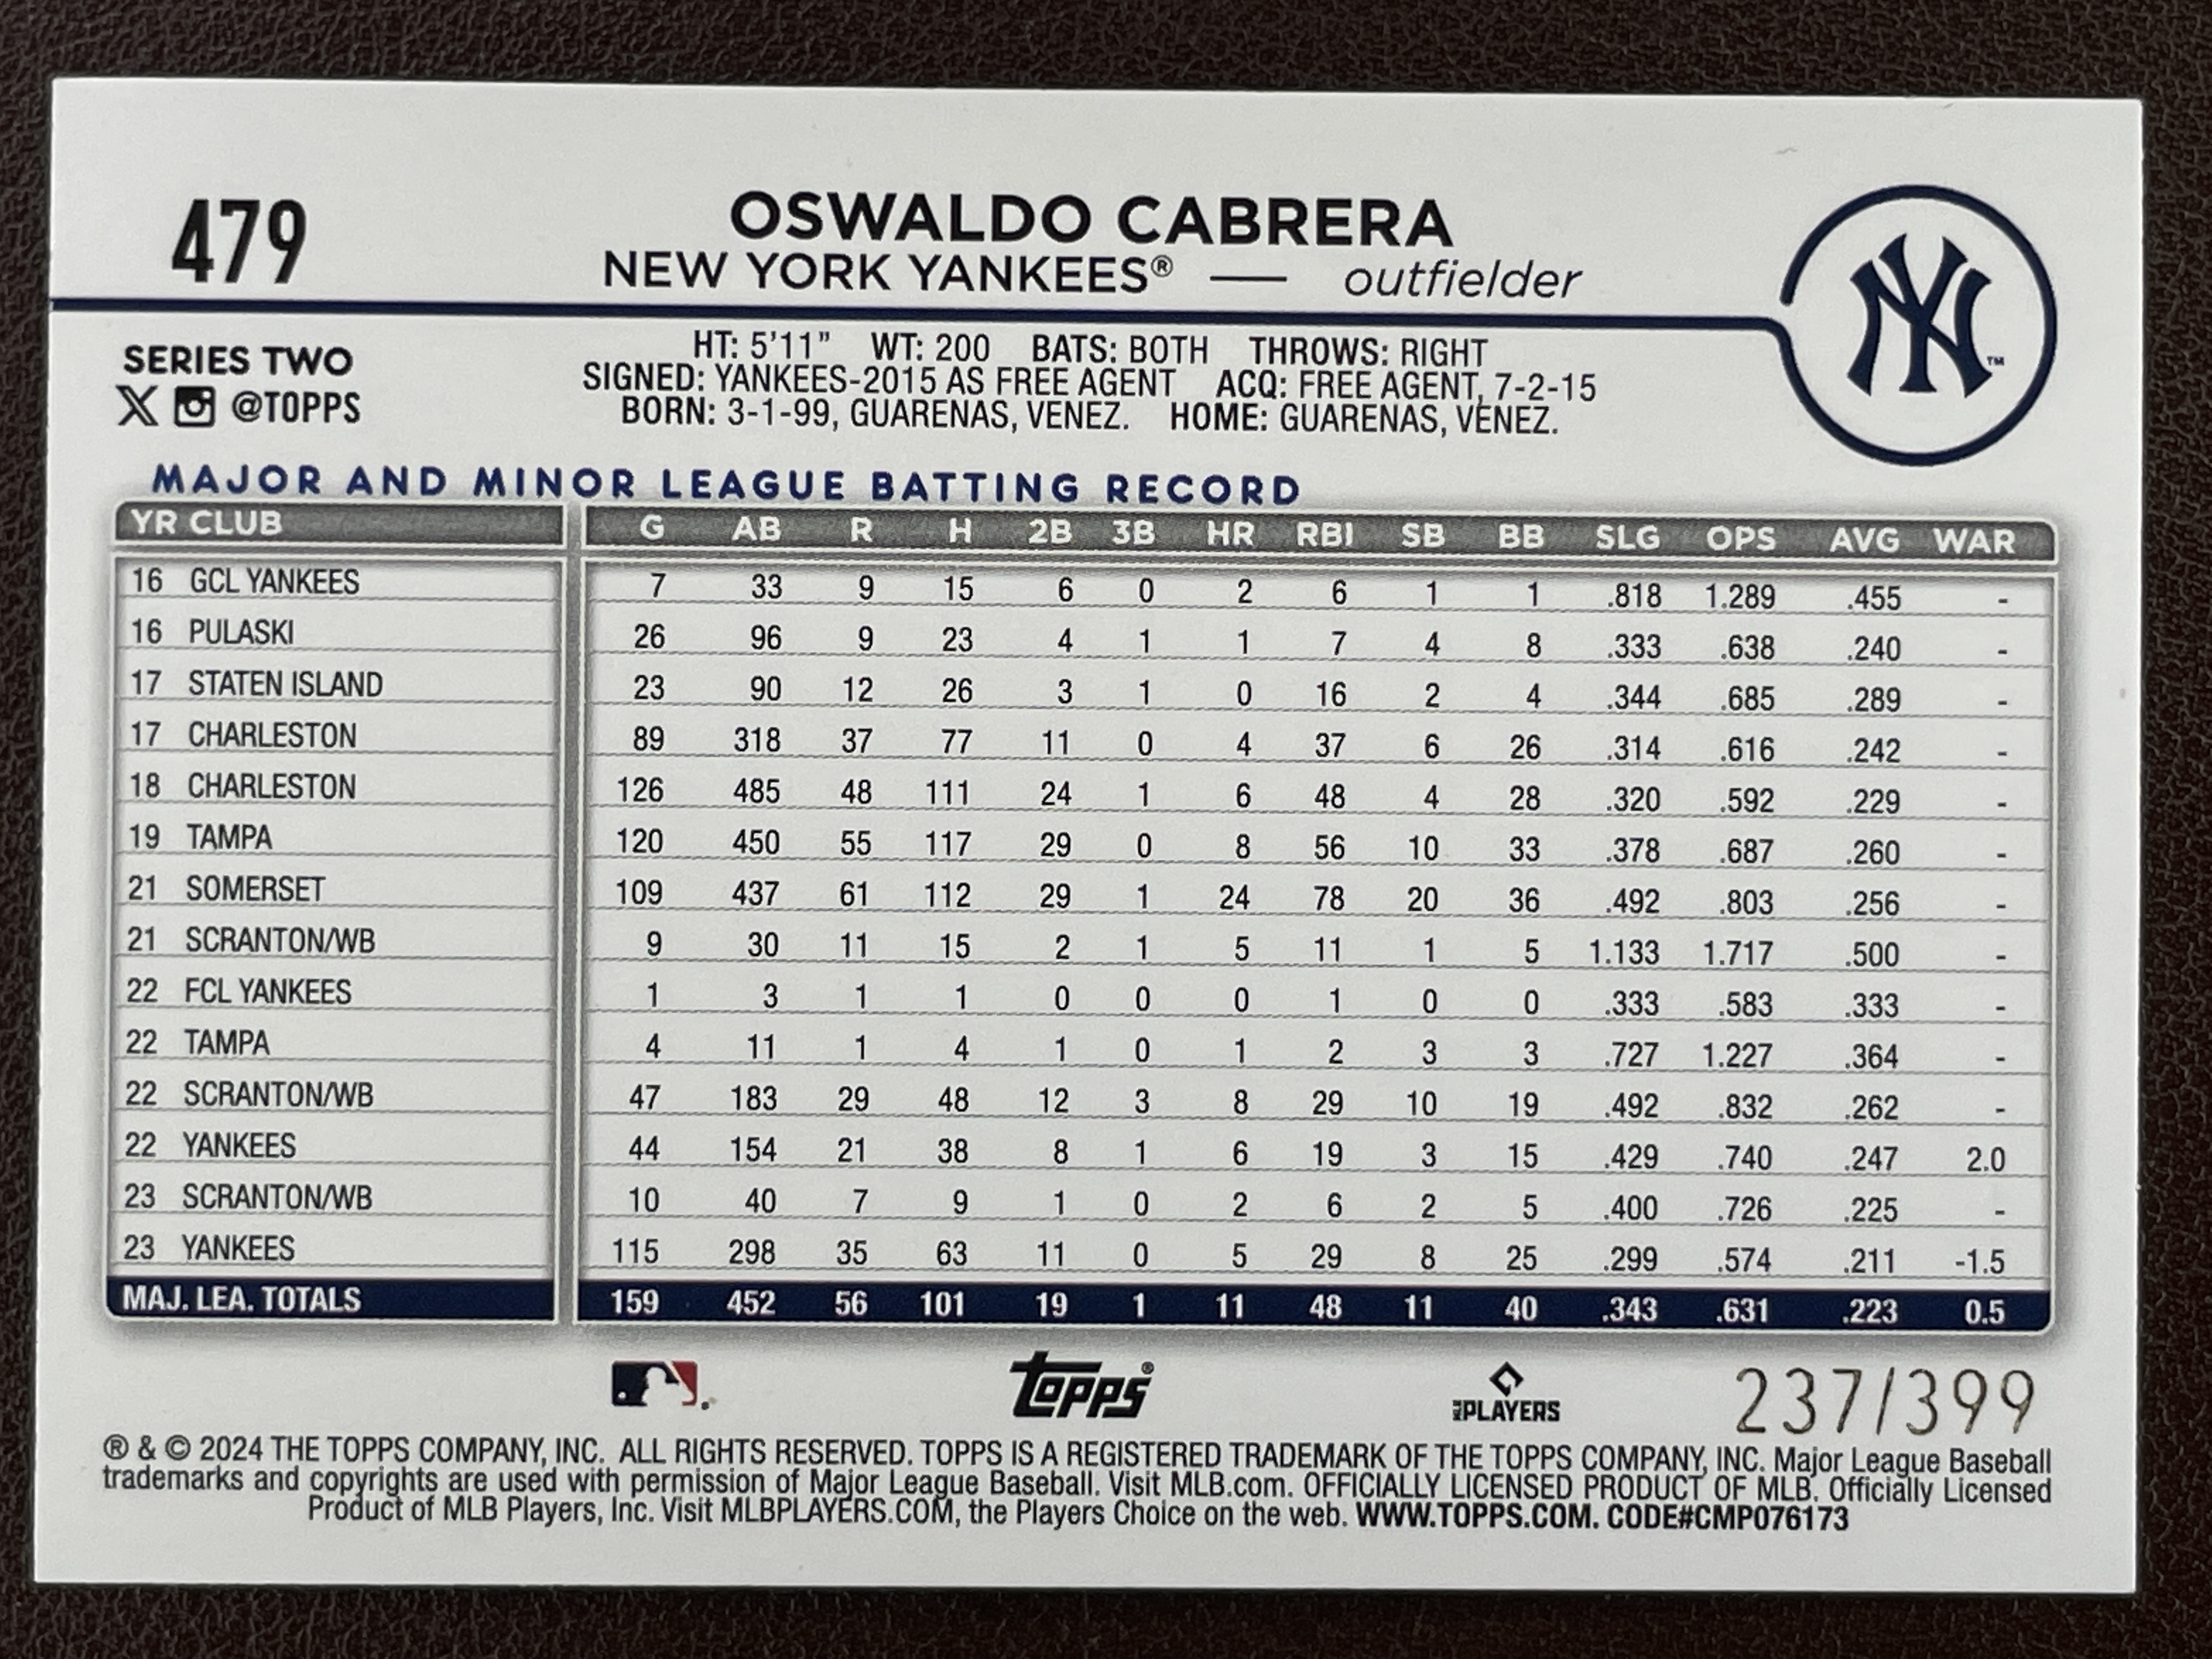 479
OSWALDO CABRERA
NEW YORK YANKEES® — outfielder
NY™
SERIES TWO
X @TOPPS
HT: 5'11" WT: 200 BATS: BOTH THROWS: RIGHT
SIGNED: YANKEES-2015 AS FREE AGENT ACQ: FREE AGENT, 7-2-15
BORN: 3-1-99, GUARENAS, VENEZ. HOME: GUARENAS, VENEZ.
MAJOR AND MINOR LEAGUE BATTING RECORD
YR CLUB G AB R H 2B 3B HR RBI SB BB SLG OPS AVG WAR
16 GCL YANKEES 7 33 9 15 6 0 2 6 1 1 .818 1.289 .455 -
16 PULASKI 26 96 9 23 4 1 1 7 4 8 .333 .638 .240 -
17 STATEN ISLAND 23 90 12 26 3 1 0 16 2 4 .344 .685 .289 -
17 CHARLESTON 89 318 37 77 11 0 4 37 6 26 .314 .616 .242 -
18 CHARLESTON 126 485 48 111 24 1 6 48 4 28 .320 .592 .229 -
19 TAMPA 120 450 55 117 29 0 8 56 10 33 .378 .687 .260 -
21 SOMERSET 109 437 61 112 29 1 24 78 20 36 .492 .803 .256 -
21 SCRANTON/WB 9 30 11 15 2 1 5 11 1 5 1.133 1.717 .500 -
22 FCL YANKEES 1 3 1 1 0 0 0 1 0 0 .333 .583 .333 -
22 TAMPA 4 11 1 4 1 0 1 2 3 3 .727 1.227 .364 -
22 SCRANTON/WB 47 183 29 48 12 3 8 29 10 19 .492 .832 .262 -
22 YANKEES 44 154 21 38 8 1 6 19 3 15 .429 .740 .247 2.0
23 SCRANTON/WB 10 40 7 9 1 0 2 6 2 5 .400 .726 .225 -
23 YANKEES 115 298 35 63 11 0 5 29 8 25 .299 .574 .211 -1.5
MAJ. LEA. TOTALS 159 452 56 101 19 1 11 48 11 40 .343 .631 .223 0.5
topps® MLB PLAYERS 237/399
® & © 2024 THE TOPPS COMPANY, INC. ALL RIGHTS RESERVED. TOPPS IS A REGISTERED TRADEMARK OF THE TOPPS COMPANY, INC. Major League Baseball
trademarks and copyrights are used with permission of Major League Baseball. Visit MLB.com. OFFICIALLY LICENSED PRODUCT OF MLB. Officially Licensed
Product of MLB Players, Inc. Visit MLBPLAYERS.COM, the Players Choice on the web. WWW.TOPPS.COM. CODE#CMP076173